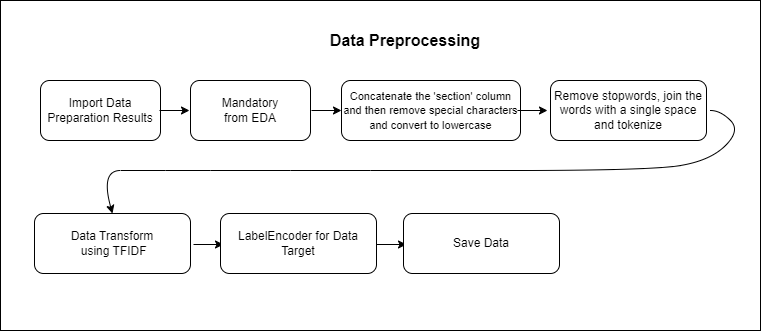 Data Preprocessing
Import Data
Preparation Results
Mandatory
from EDA
Concatenate the 'section' column
and then remove special characters
and convert to lowercase
Remove stopwords, join the
words with a single space
and tokenize
Data Transform
using TFIDF
LabelEncoder for Data
Target
Save Data